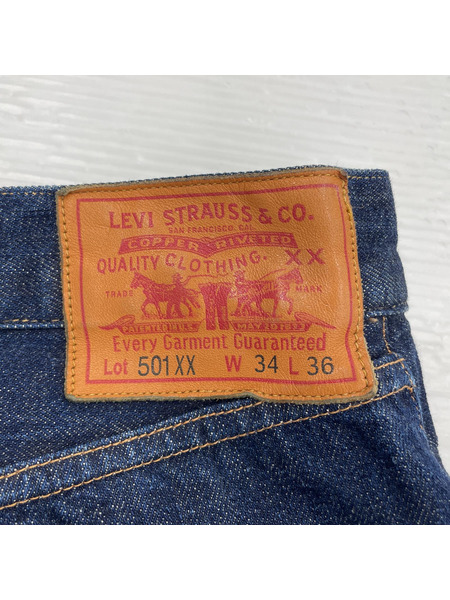 LEVI STRAUSS & CO.
SAN FRANCISCO, CAL.
COPPER RIVETED
QUALITY CLOTHING. XX
TRADE MARK
PATENTED IN U.S. MAY 20 1873
Every Garment Guaranteed
Lot 501XX W 34 L 36